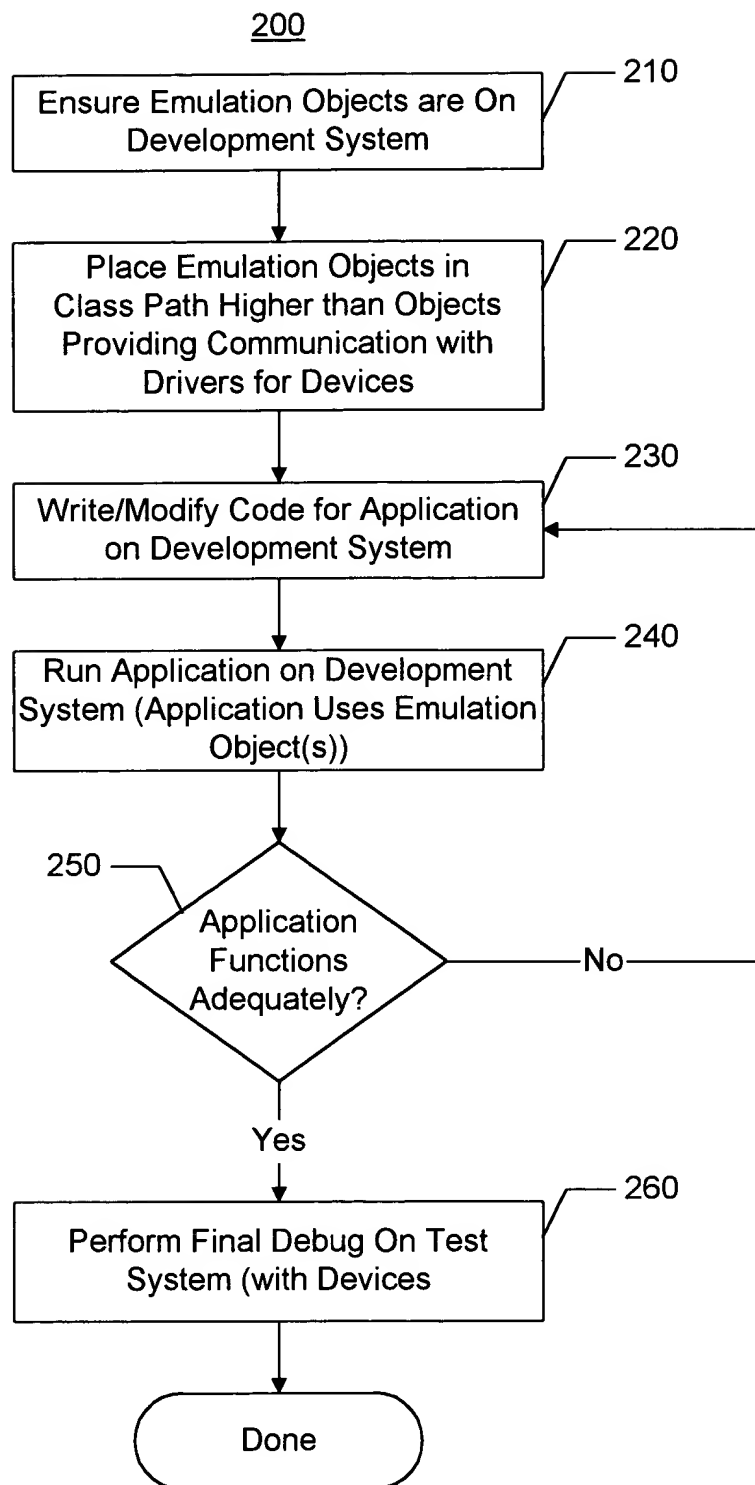 200
210
Ensure Emulation Objects are On
Development System
220
Place Emulation Objects in
Class Path Higher than Objects
Providing Communication with
Drivers for Devices
230
Write/Modify Code for Application
on Development System
240
Run Application on Development
System (Application Uses Emulation
Object(s))
250
Application
Functions
Adequately?
No
Yes
260
Perform Final Debug On Test
System (with Devices
Done